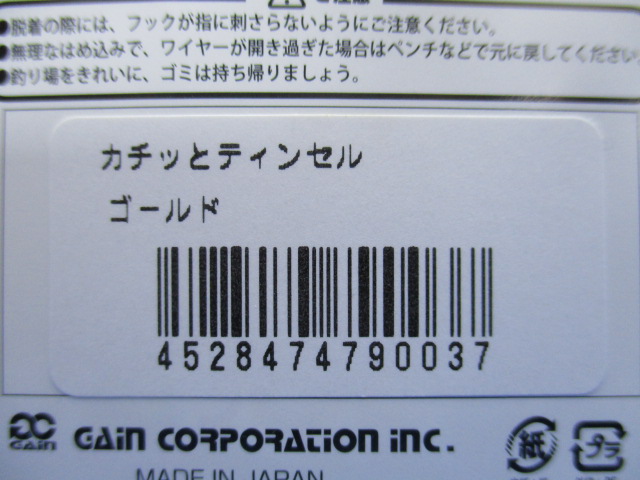 ●脱着の際には、フックが指に刺さらないようにご注意ください。
●無理なはめ込みで、ワイヤーが開き過ぎた場合はペンチなどで元に戻してください。
●釣り場をきれいに、ゴミは持ち帰りましょう。
カチッとティンセル
ゴールド
4528474790037
GAIN
GAIN CORPORATION INC.
紙
プラ
MADE IN JAPAN